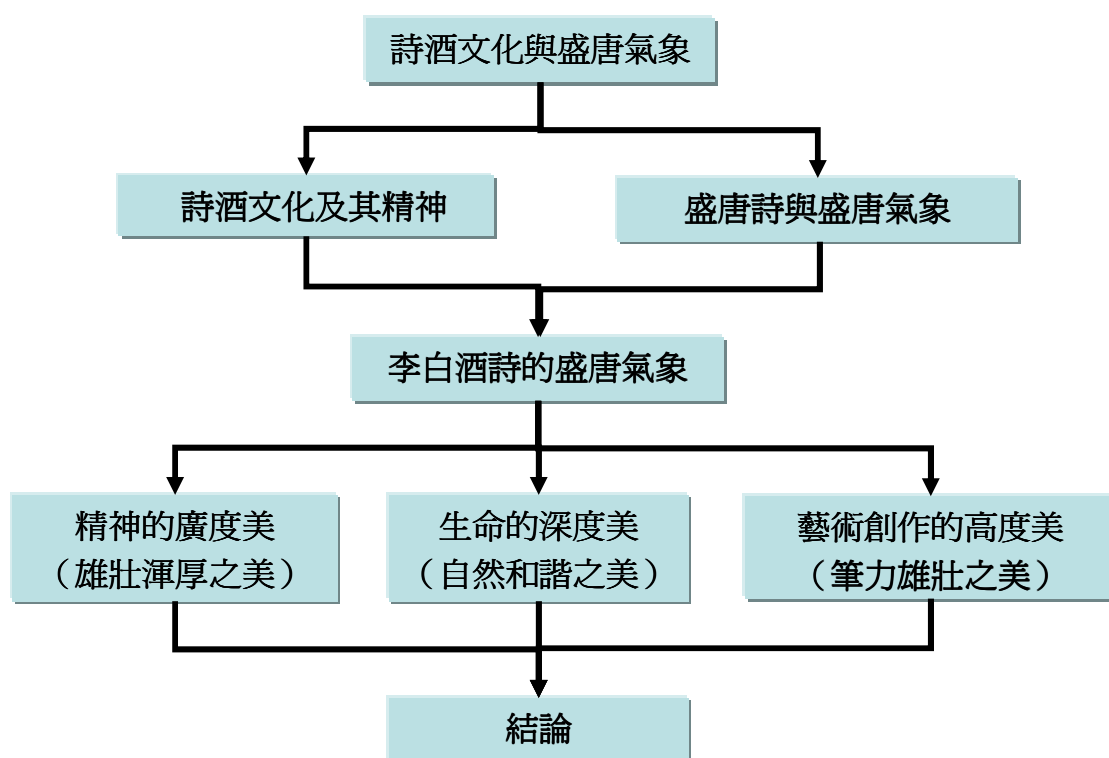 詩酒文化與盛唐氣象
詩酒文化及其精神
盛唐詩與盛唐氣象
李白酒詩的盛唐氣象
精神的廣度美
（雄壯渾厚之美）
生命的深度美
（自然和諧之美）
藝術創作的高度美
（筆力雄壯之美）
結論